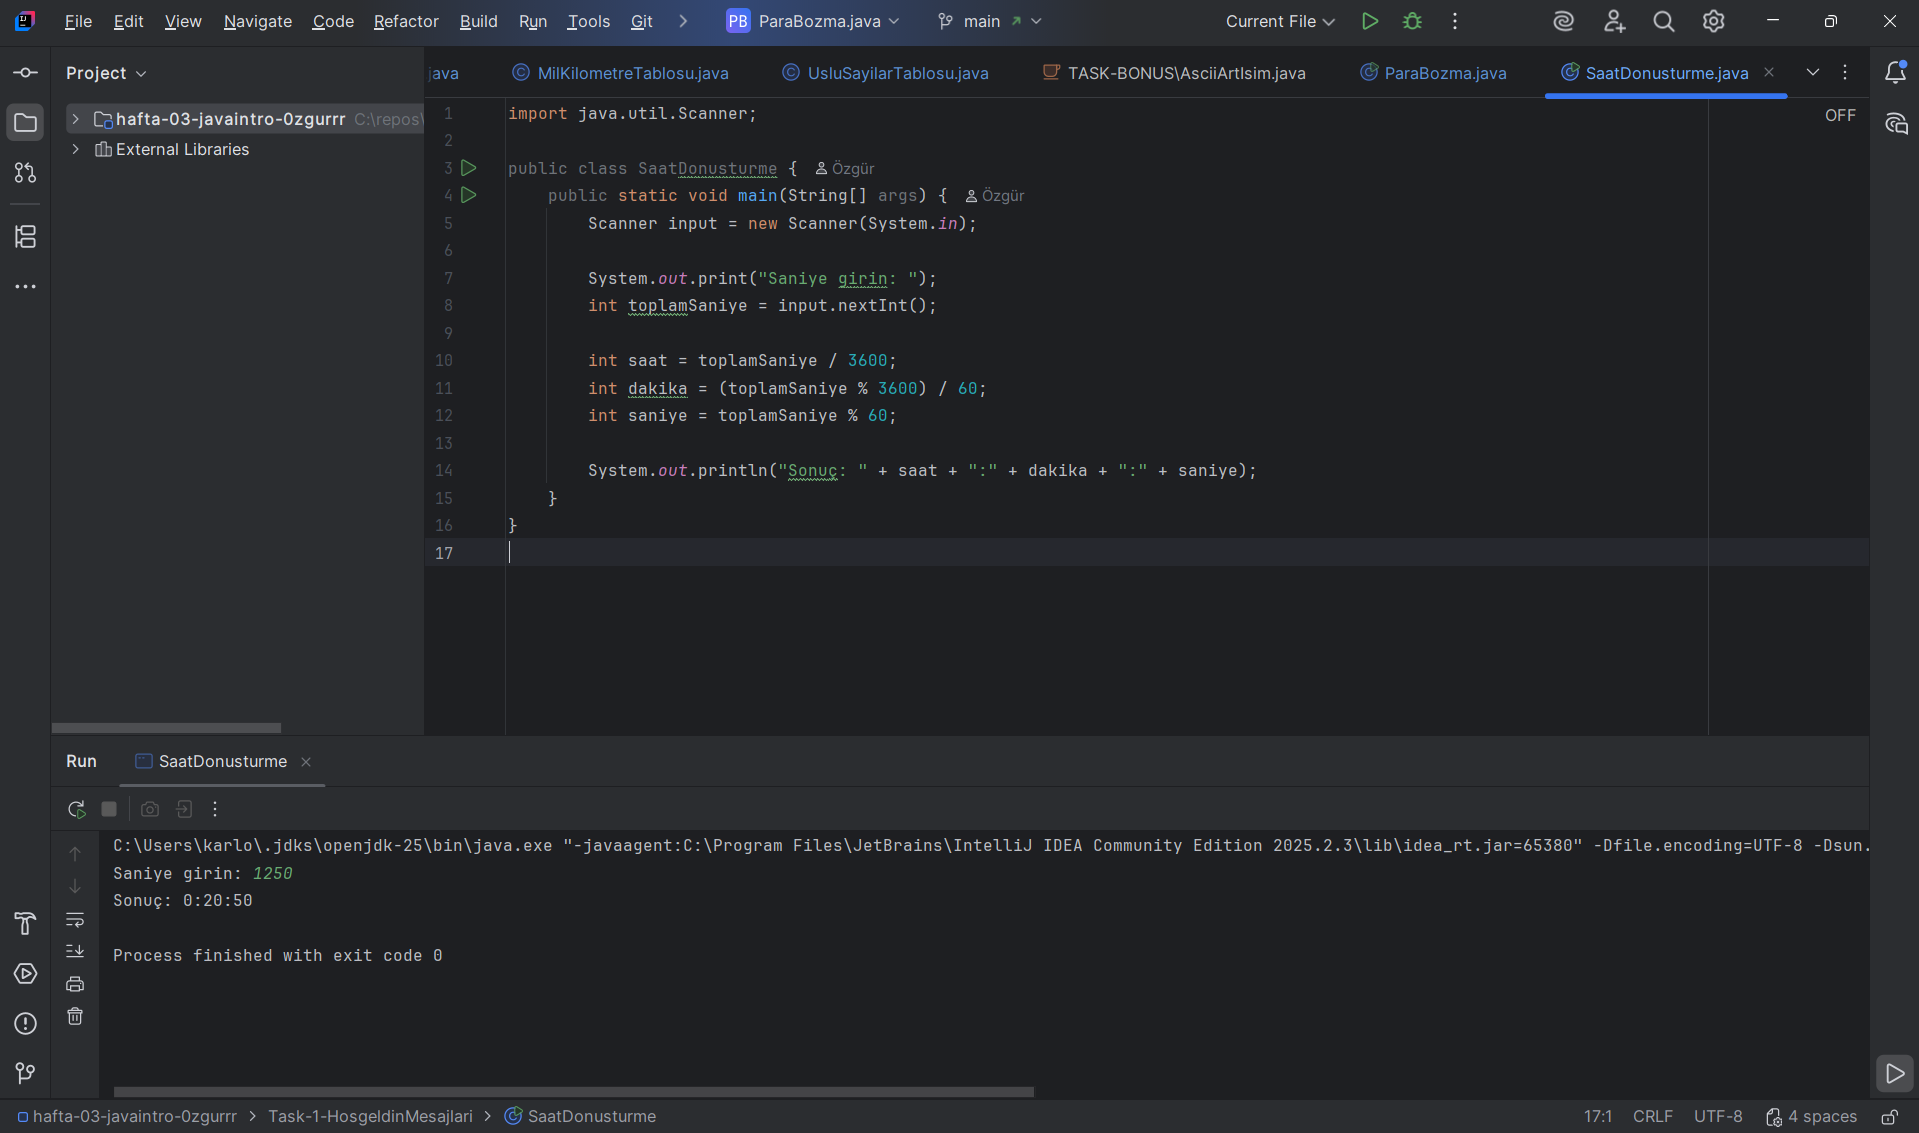 File Edit View Navigate Code Refactor Build Run Tools Git PB ParaBozma.java main Current File
Project
java MilKilometreTablosu.java UsluSayilarTablosu.java TASK-BONUS\AsciiArtIsim.java ParaBozma.java SaatDonusturme.java
hafta-03-javaintro-0zgurrr C:\repos\
External Libraries
OFF
1 import java.util.Scanner;
2
3 public class SaatDonusturme { Özgür
4 public static void main(String[] args) { Özgür
5 Scanner input = new Scanner(System.in);
6
7 System.out.print("Saniye girin: ");
8 int toplamSaniye = input.nextInt();
9
10 int saat = toplamSaniye / 3600;
11 int dakika = (toplamSaniye % 3600) / 60;
12 int saniye = toplamSaniye % 60;
13
14 System.out.println("Sonuç: " + saat + ":" + dakika + ":" + saniye);
15 }
16 }
17
Run SaatDonusturme
C:\Users\karlo\.jdks\openjdk-25\bin\java.exe "-javaagent:C:\Program Files\JetBrains\IntelliJ IDEA Community Edition 2025.2.3\lib\idea_rt.jar=65380" -Dfile.encoding=UTF-8 -Dsun.
Saniye girin: 1250
Sonuç: 0:20:50
Process finished with exit code 0
hafta-03-javaintro-0zgurrr > Task-1-HosgeldinMesajlari > SaatDonusturme 17:1 CRLF UTF-8 4 spaces